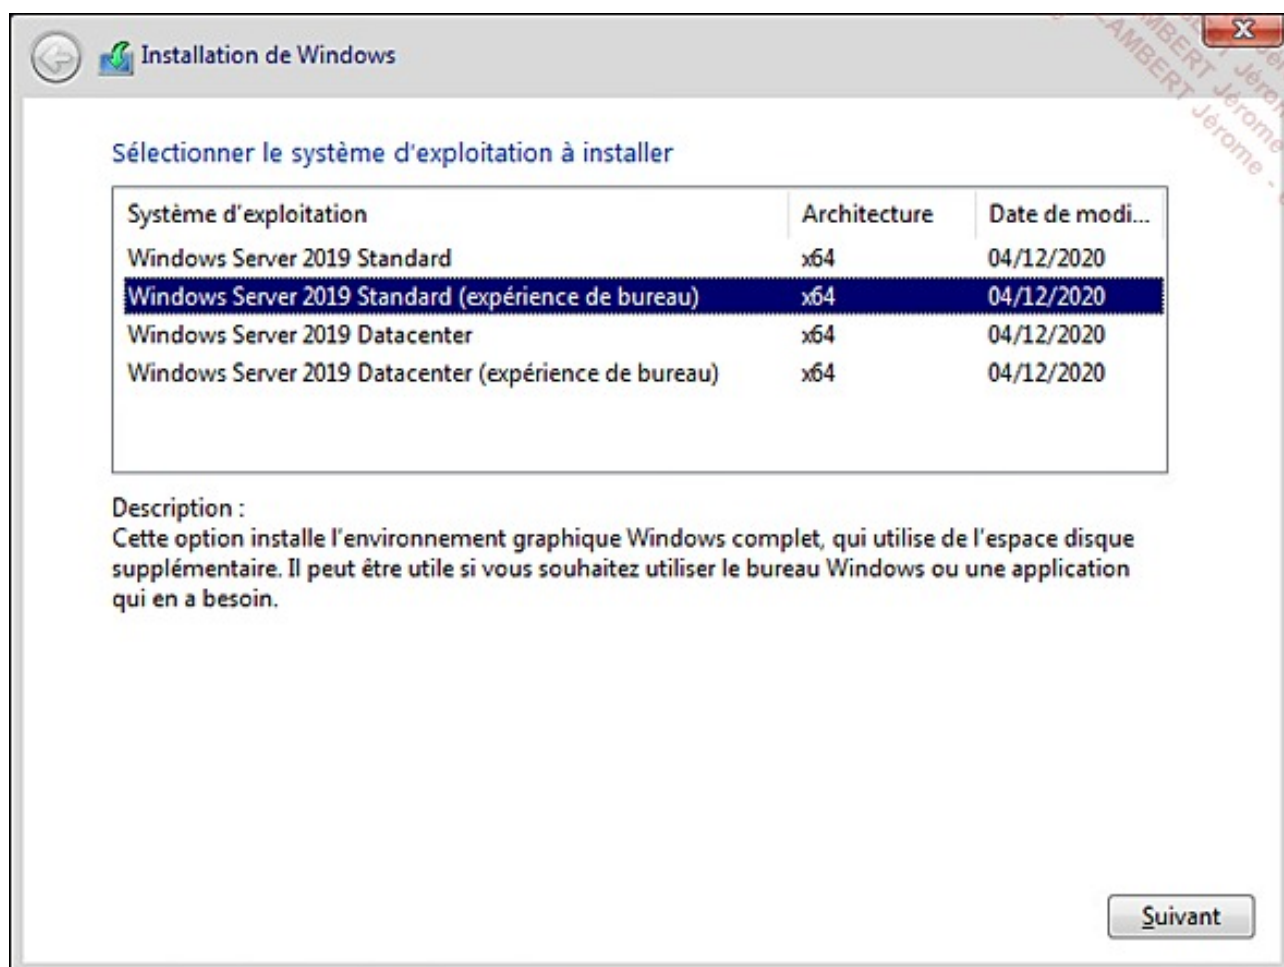 Installation de Windows
Sélectionner le système d'exploitation à installer
Système d'exploitation Architecture Date de modi...
Windows Server 2019 Standard x64 04/12/2020
Windows Server 2019 Standard (expérience de bureau) x64 04/12/2020
Windows Server 2019 Datacenter x64 04/12/2020
Windows Server 2019 Datacenter (expérience de bureau) x64 04/12/2020
Description :
Cette option installe l'environnement graphique Windows complet, qui utilise de l'espace disque
supplémentaire. Il peut être utile si vous souhaitez utiliser le bureau Windows ou une application
qui en a besoin.
Suivant
LAMBERT Jérome